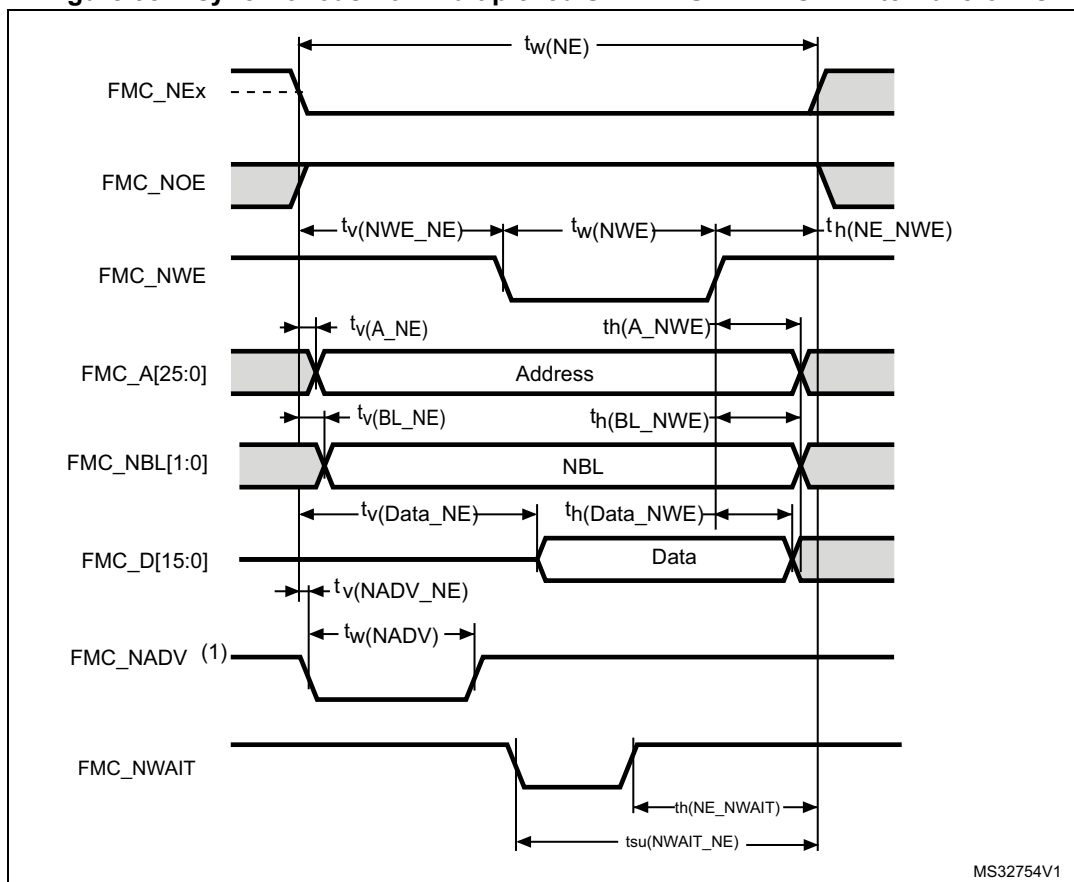 tw(NE)
FMC_NEx
FMC_NOE
tv(NWE_NE) tw(NWE) th(NE_NWE)
FMC_NWE
tv(A_NE) th(A_NWE)
FMC_A[25:0] Address
tv(BL_NE) th(BL_NWE)
FMC_NBL[1:0] NBL
tv(Data_NE) th(Data_NWE)
FMC_D[15:0] Data
tv(NADV_NE)
tw(NADV)
FMC_NADV (1)
FMC_NWAIT
th(NE_NWAIT)
tsu(NWAIT_NE)
MS32754V1